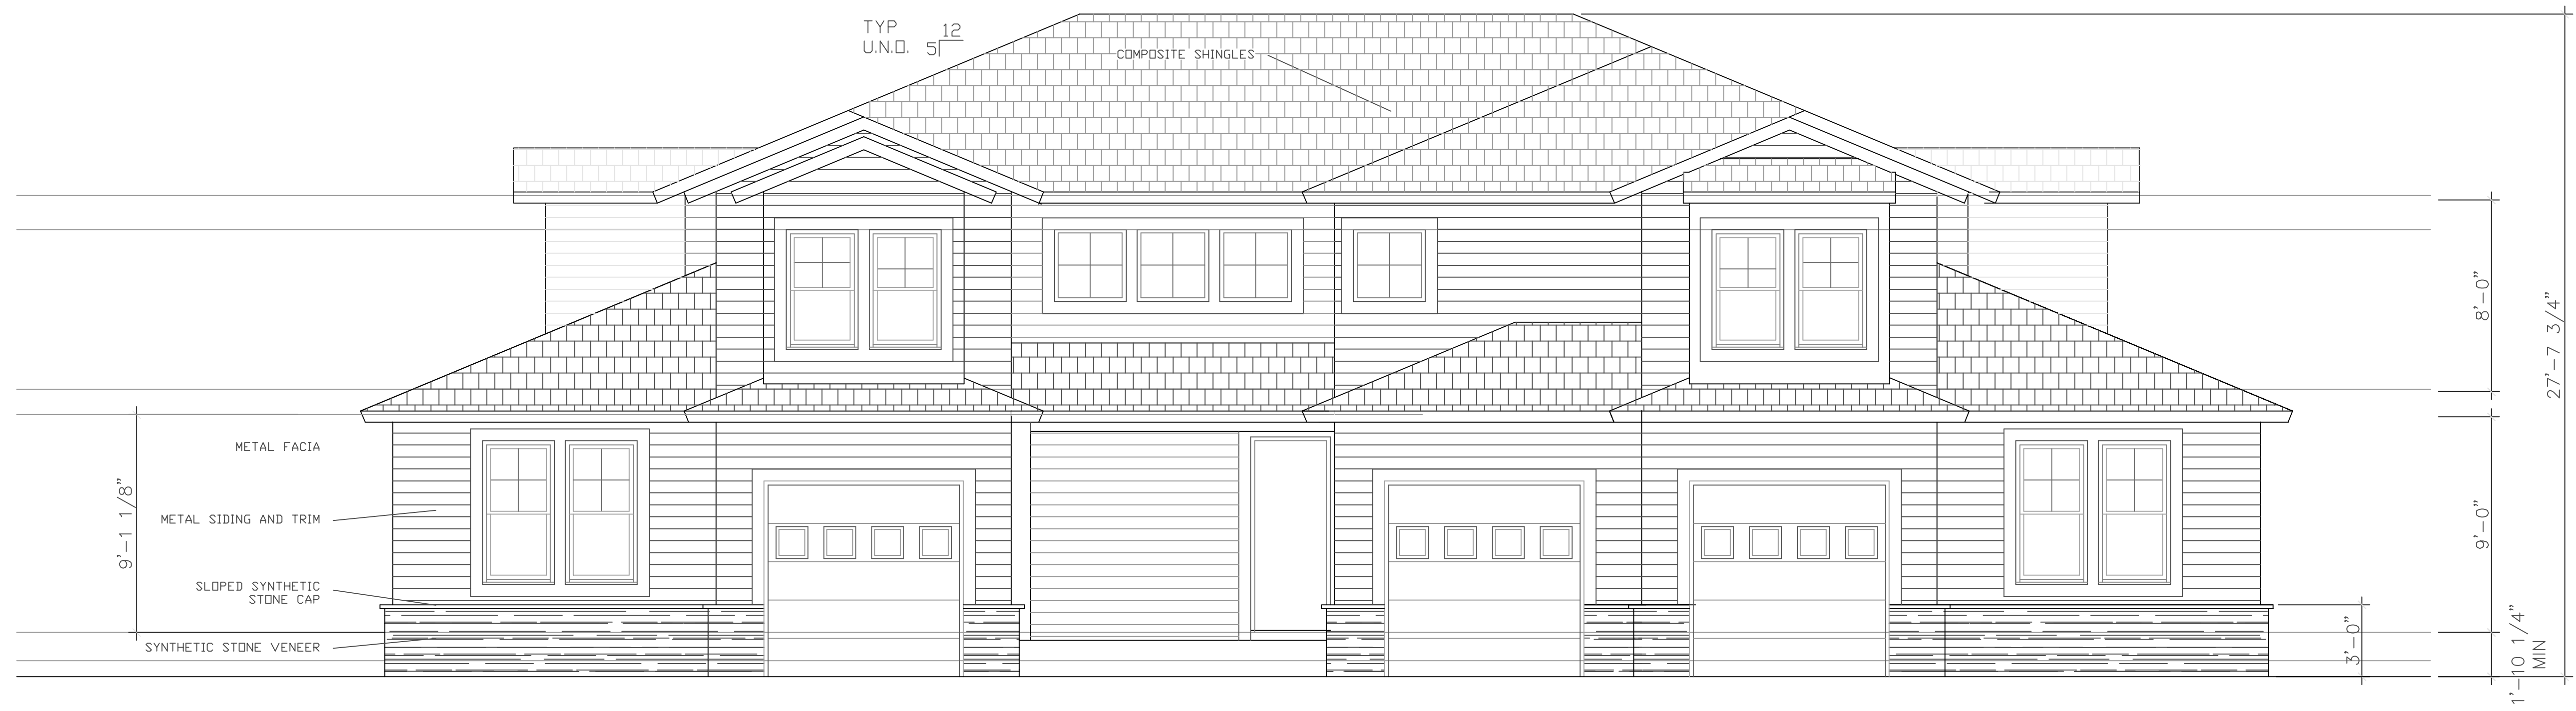 TYP
U.N.O.
12
5
COMPOSITE SHINGLES
METAL FACIA
METAL SIDING AND TRIM
SLOPED SYNTHETIC
STONE CAP
SYNTHETIC STONE VENEER
9'-1 1/8"
8'-0"
9'-0"
3'-0"
1'-10 1/4"
MIN
27'-7 3/4"